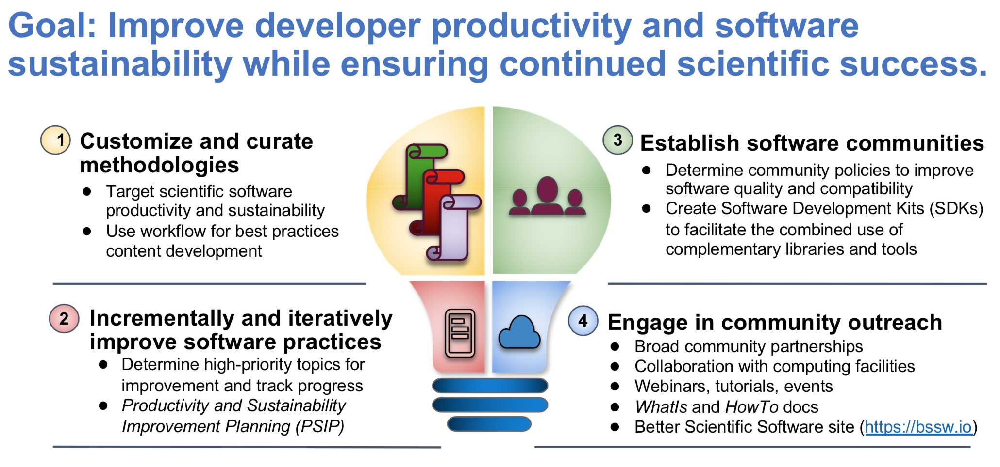 Goal: Improve developer productivity and software
sustainability while ensuring continued scientific success.
1
Customize and curate
methodologies
● Target scientific software
productivity and sustainability
● Use workflow for best practices
content development
2
Incrementally and iteratively
improve software practices
● Determine high-priority topics for
improvement and track progress
● Productivity and Sustainability
Improvement Planning (PSIP)
3
Establish software communities
● Determine community policies to improve
software quality and compatibility
● Create Software Development Kits (SDKs)
to facilitate the combined use of
complementary libraries and tools
4
Engage in community outreach
● Broad community partnerships
● Collaboration with computing facilities
● Webinars, tutorials, events
● WhatIs and HowTo docs
● Better Scientific Software site (https://bssw.io)